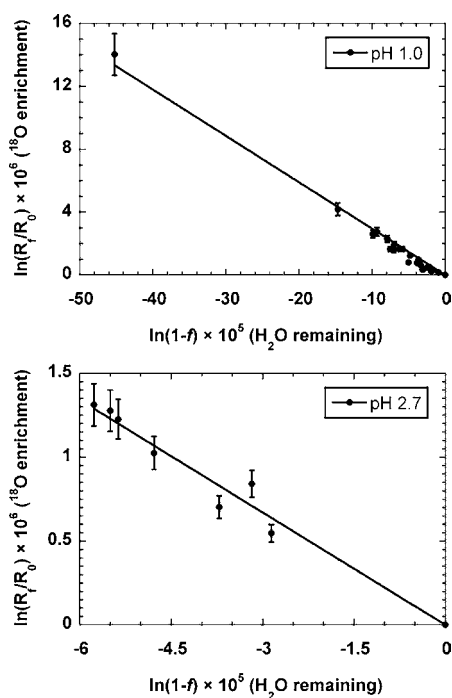 16
12
8
4
0
ln(R_f/R_0) × 10^6 (^18O enrichment)
pH 1.0
-50 -40 -30 -20 -10 0
ln(1-f) × 10^5 (H_2O remaining)
1.5
1
0.5
0
ln(R_f/R_0) × 10^6 (^18O enrichment)
pH 2.7
-6 -4.5 -3 -1.5 0
ln(1-f) × 10^5 (H_2O remaining)